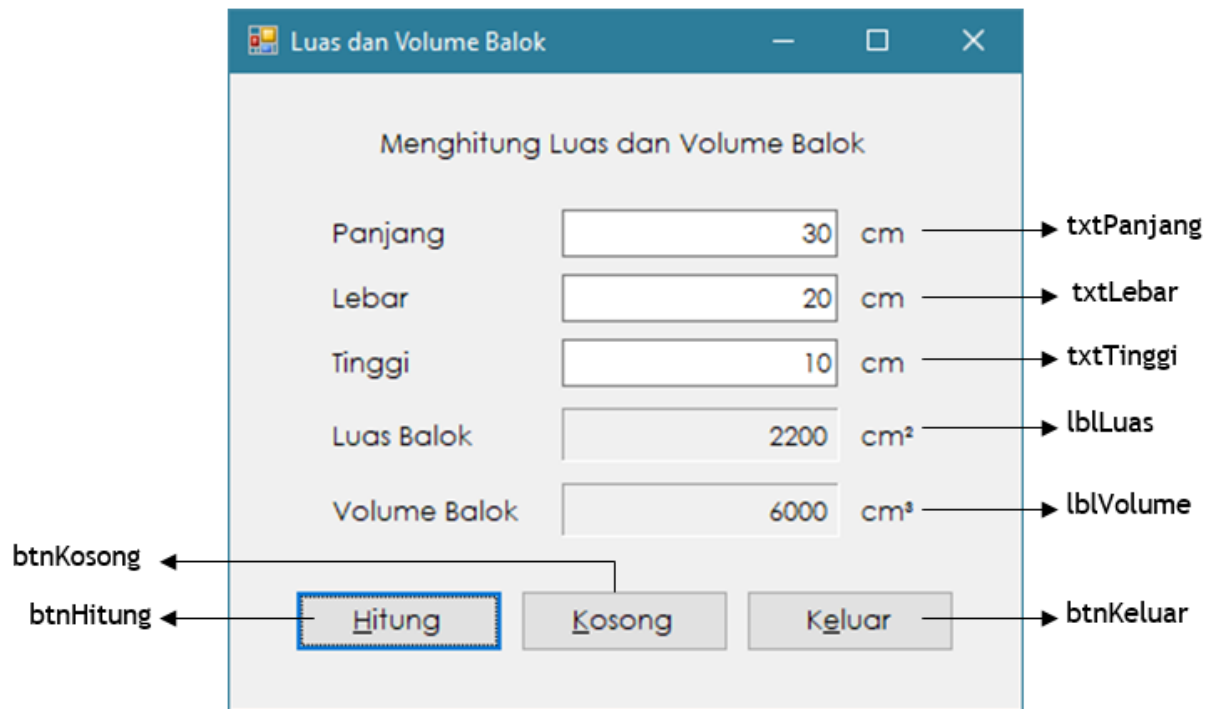 Luas dan Volume Balok
Menghitung Luas dan Volume Balok
Panjang 30 cm txtPanjang
Lebar 20 cm txtLebar
Tinggi 10 cm txtTinggi
Luas Balok 2200 cm² lblLuas
Volume Balok 6000 cm³ lblVolume
btnKosong
btnHitung Hitung Kosong Keluar btnKeluar